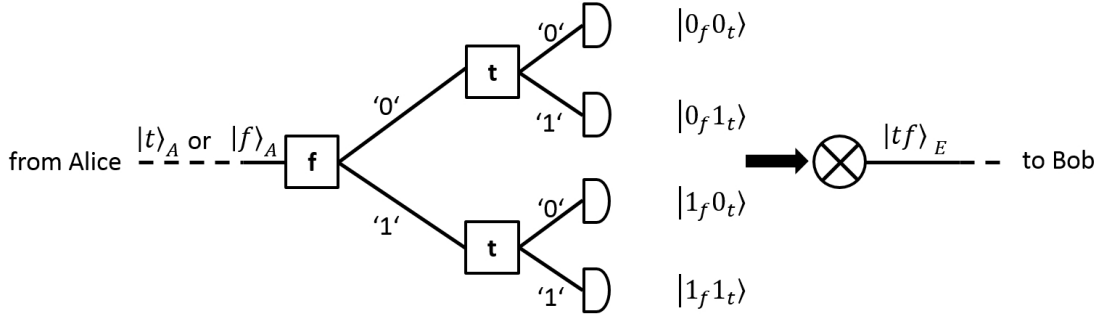 from Alice
|t⟩_A or |f⟩_A
f
‘0‘
‘1‘
t
‘0‘
‘1‘
t
‘0‘
‘1‘
|0_f 0_t⟩
|0_f 1_t⟩
|1_f 0_t⟩
|1_f 1_t⟩
|tf⟩_E
to Bob